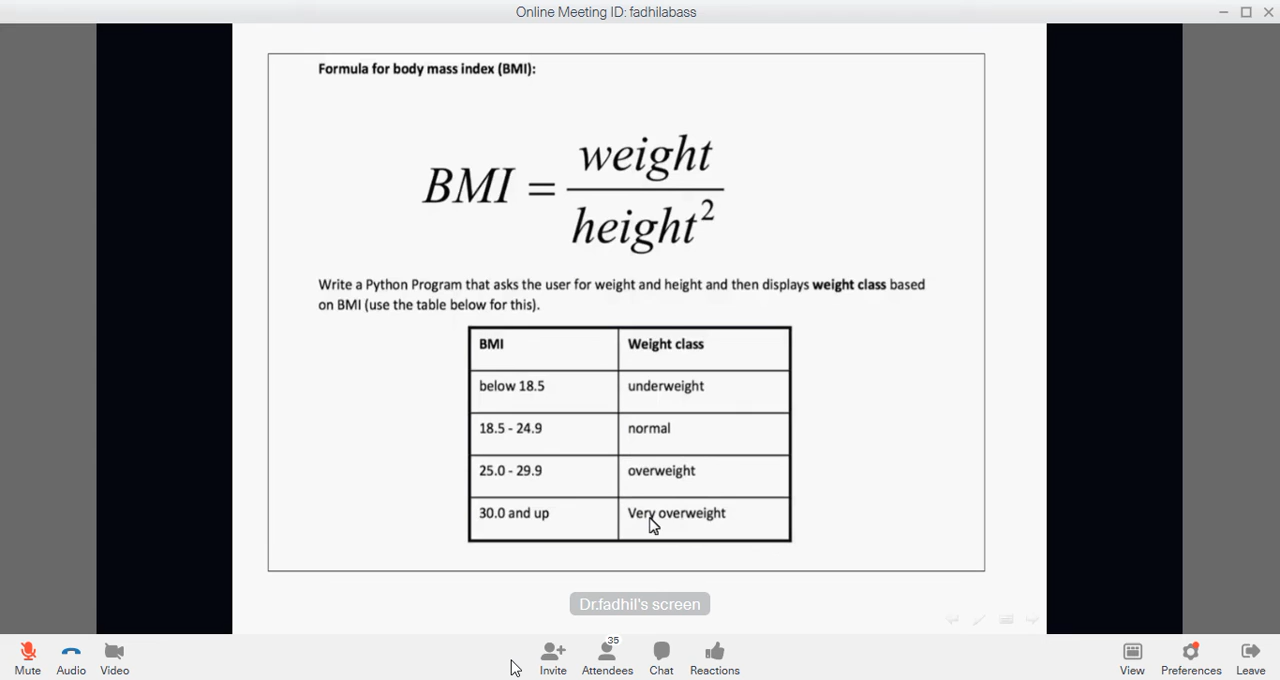 Online Meeting ID: fadhilabass
Formula for body mass index (BMI):
BMI = weight / height²
Write a Python Program that asks the user for weight and height and then displays weight class based
on BMI (use the table below for this).
BMI Weight class
below 18.5 underweight
18.5 - 24.9 normal
25.0 - 29.9 overweight
30.0 and up Very overweight
Dr.fadhil's screen
35
Mute Audio Video Invite Attendees Chat Reactions View Preferences Leave